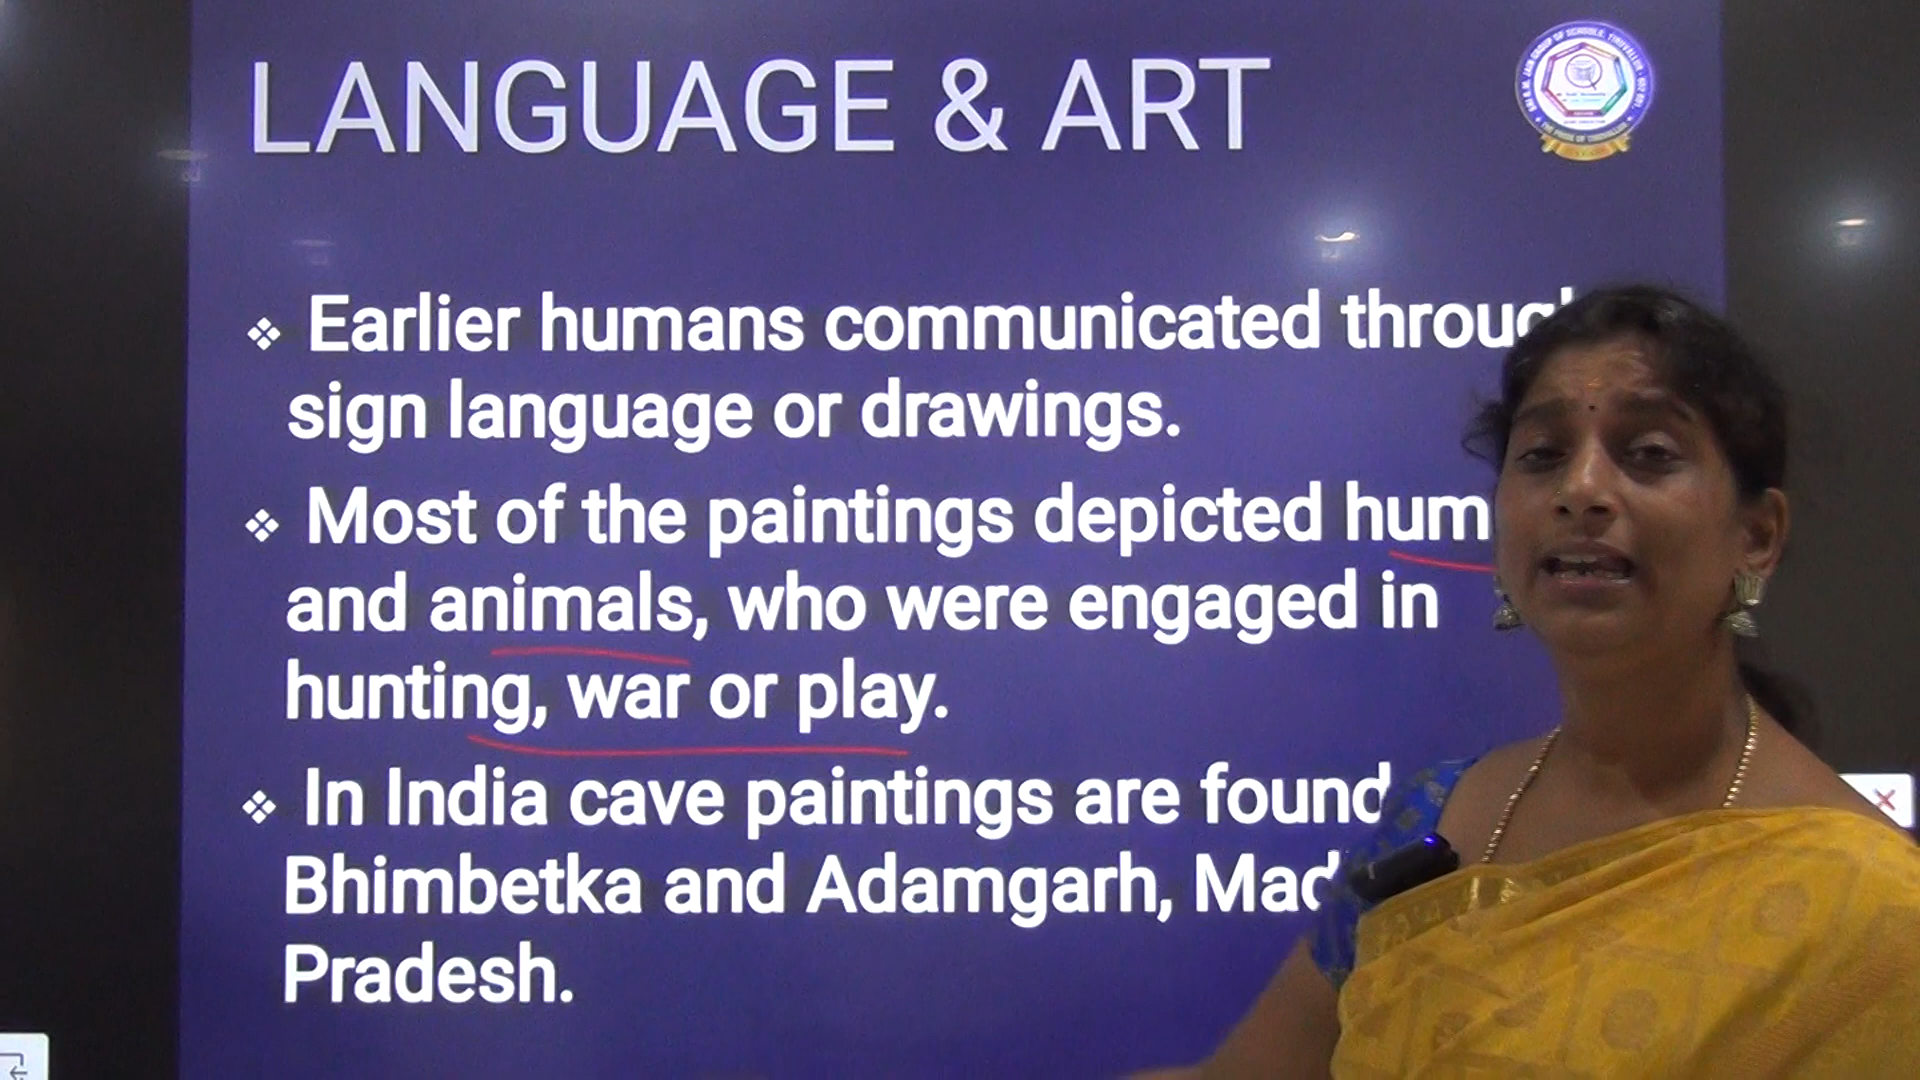 LANGUAGE & ART
❖ Earlier humans communicated throug
sign language or drawings.
❖ Most of the paintings depicted hum
and animals, who were engaged in
hunting, war or play.
❖ In India cave paintings are found
Bhimbetka and Adamgarh, Mad
Pradesh.